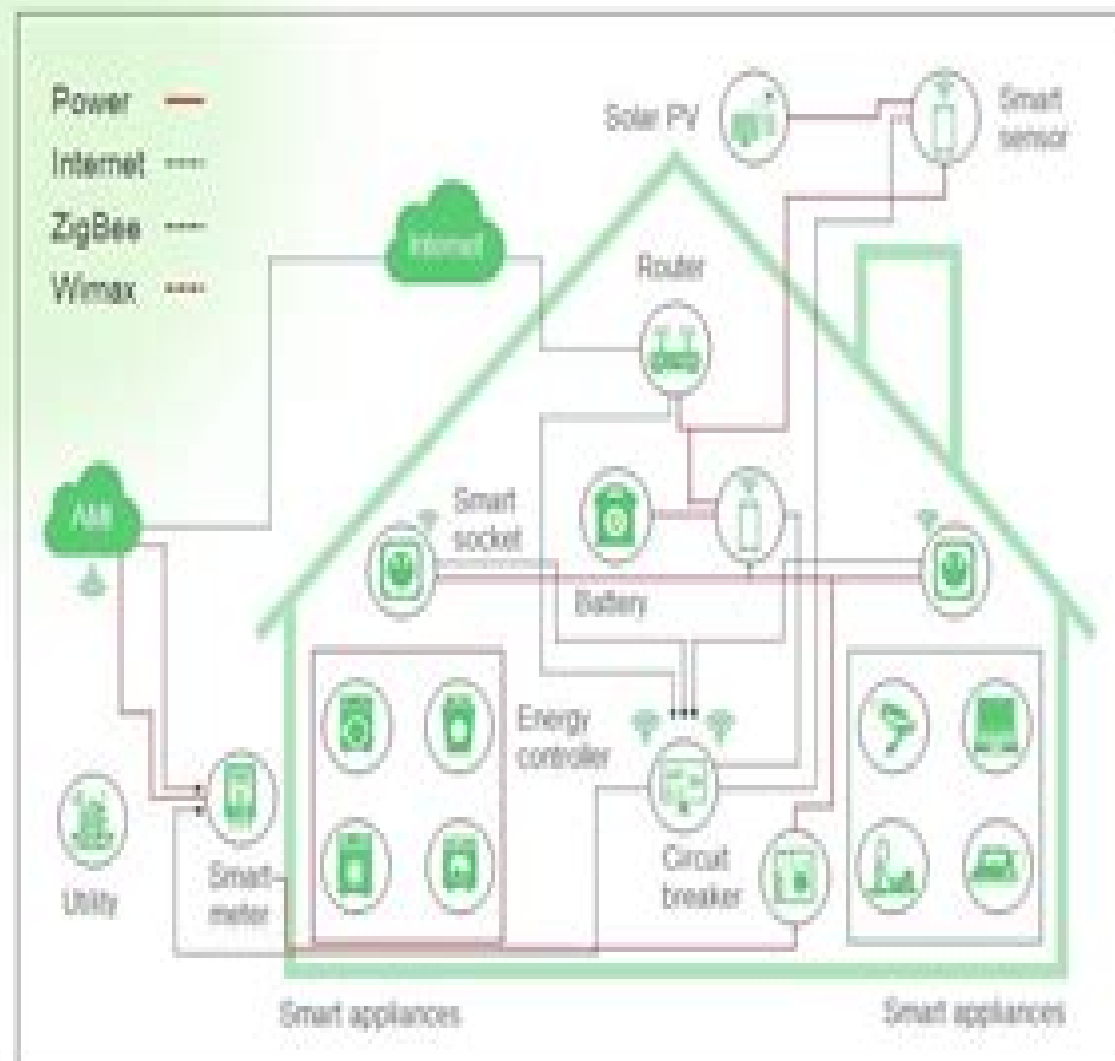 Power
Internet
ZigBee
Wimax
Solar PV
Smart
sensor
Internet
Router
AMI
Smart
socket
Battery
Energy
controller
Circuit
breaker
Smart
meter
Utility
Smart appliances
Smart appliances